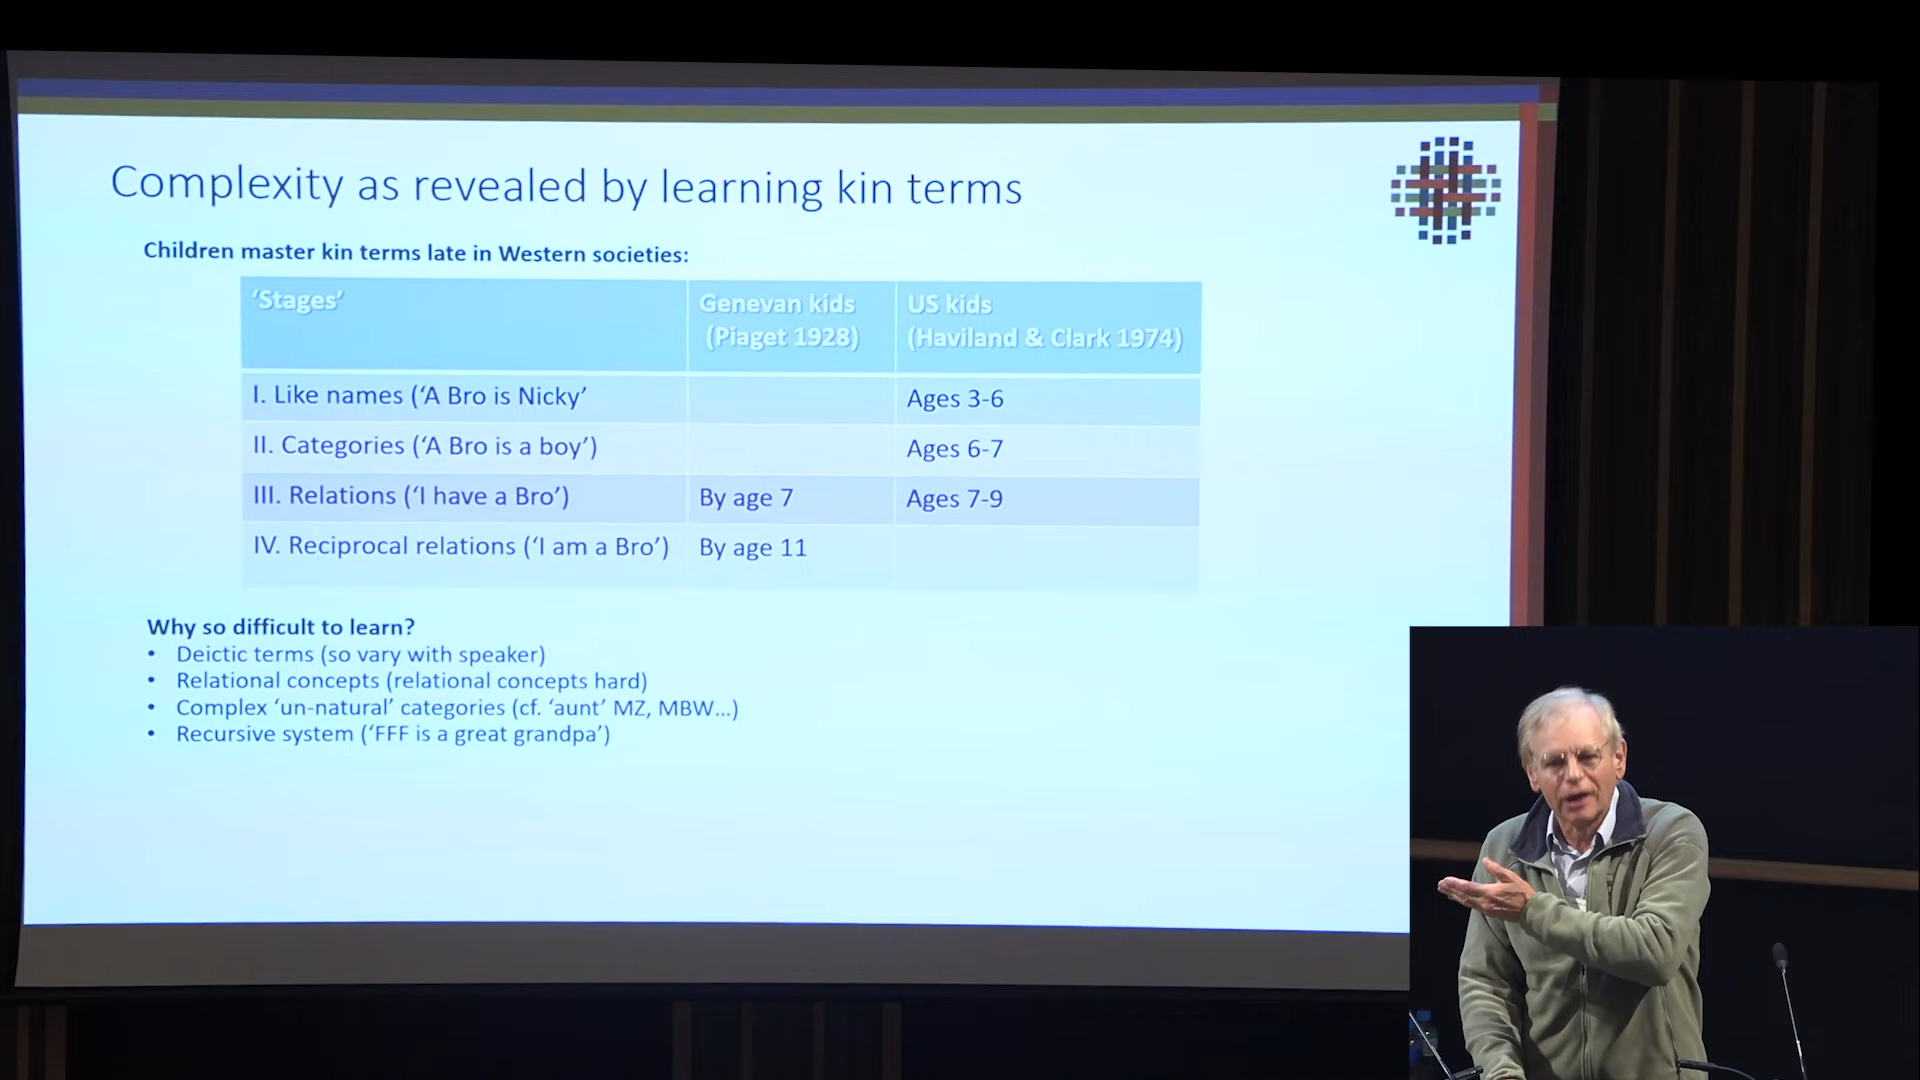 Complexity as revealed by learning kin terms
Children master kin terms late in Western societies:
‘Stages’
Genevan kids
(Piaget 1928)
US kids
(Haviland & Clark 1974)
I. Like names (‘A Bro is Nicky’
Ages 3-6
II. Categories (‘A Bro is a boy’)
Ages 6-7
III. Relations (‘I have a Bro’)
By age 7
Ages 7-9
IV. Reciprocal relations (‘I am a Bro’)
By age 11
Why so difficult to learn?
• Deictic terms (so vary with speaker)
• Relational concepts (relational concepts hard)
• Complex ‘un-natural’ categories (cf. ‘aunt’ MZ, MBW...)
• Recursive system (‘FFF is a great grandpa’)